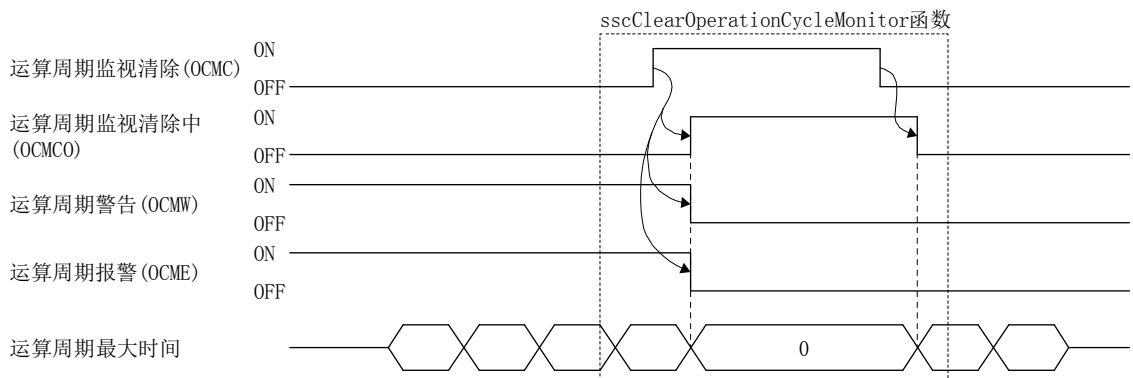 sscClearOperationCycleMonitor函数
运算周期监视清除(OCMC)
ON
OFF
运算周期监视清除中
(OCMCO)
ON
OFF
运算周期警告(OCMW)
ON
OFF
运算周期报警(OCME)
ON
OFF
运算周期最大时间
0